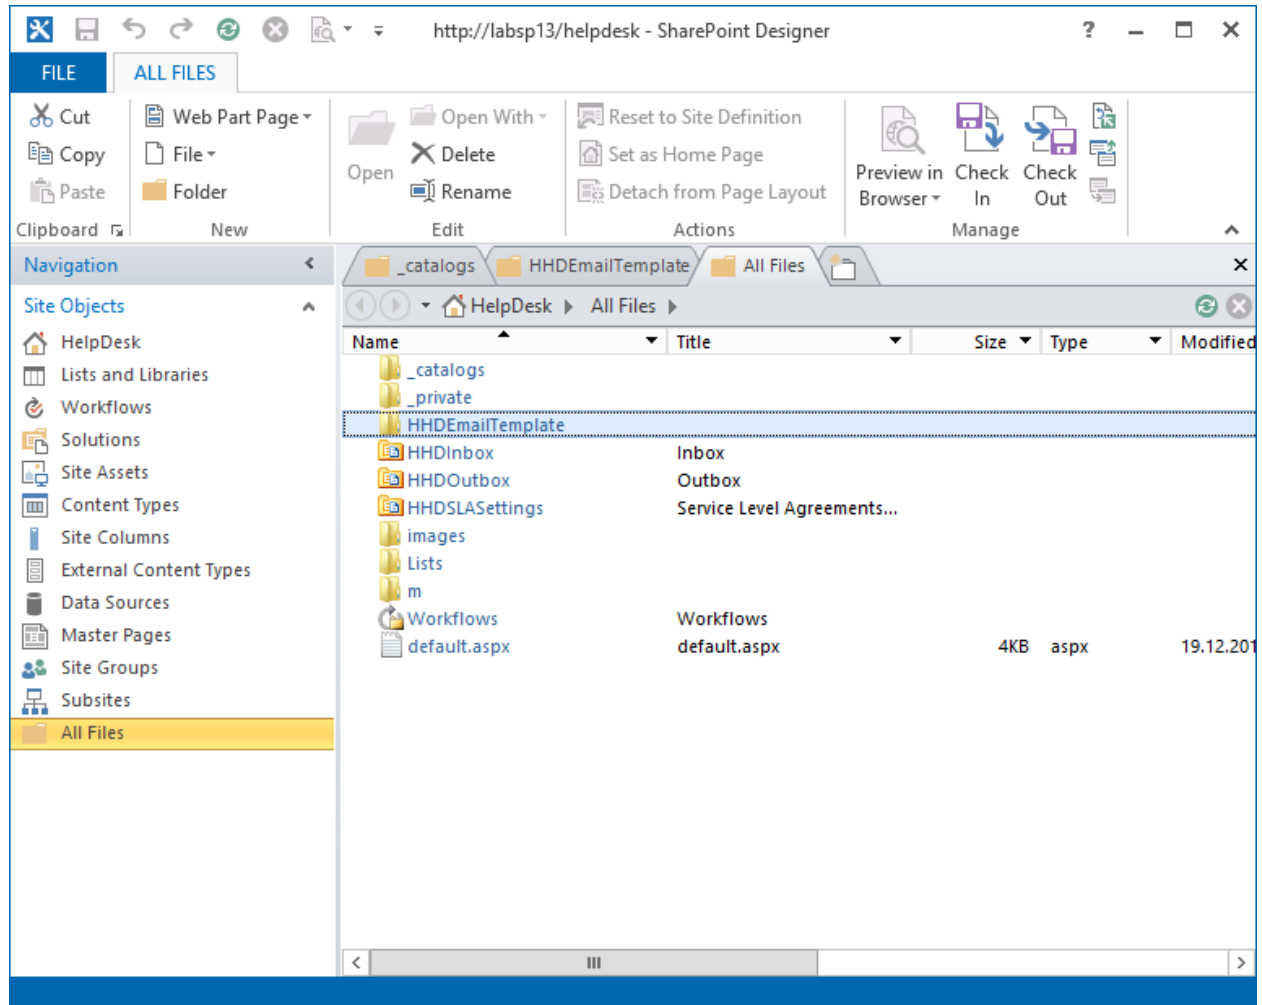 http://labsp13/helpdesk - SharePoint Designer
?
FILE
ALL FILES
Cut
Copy
Paste
Clipboard
Web Part Page
File
Folder
New
Open
Open With
Delete
Rename
Edit
Reset to Site Definition
Set as Home Page
Detach from Page Layout
Actions
Preview in
Browser
Check
In
Check
Out
Manage
Navigation
Site Objects
HelpDesk
Lists and Libraries
Workflows
Solutions
Site Assets
Content Types
Site Columns
External Content Types
Data Sources
Master Pages
Site Groups
Subsites
All Files
_catalogs
HHDEmailTemplate
All Files
HelpDesk
All Files
Name Title Size Type Modified
_catalogs
_private
HHDEmailTemplate
HHDInbox Inbox
HHDOutbox Outbox
HHDSLASettings Service Level Agreements...
images
Lists
m
Workflows Workflows
default.aspx default.aspx 4KB aspx 19.12.201